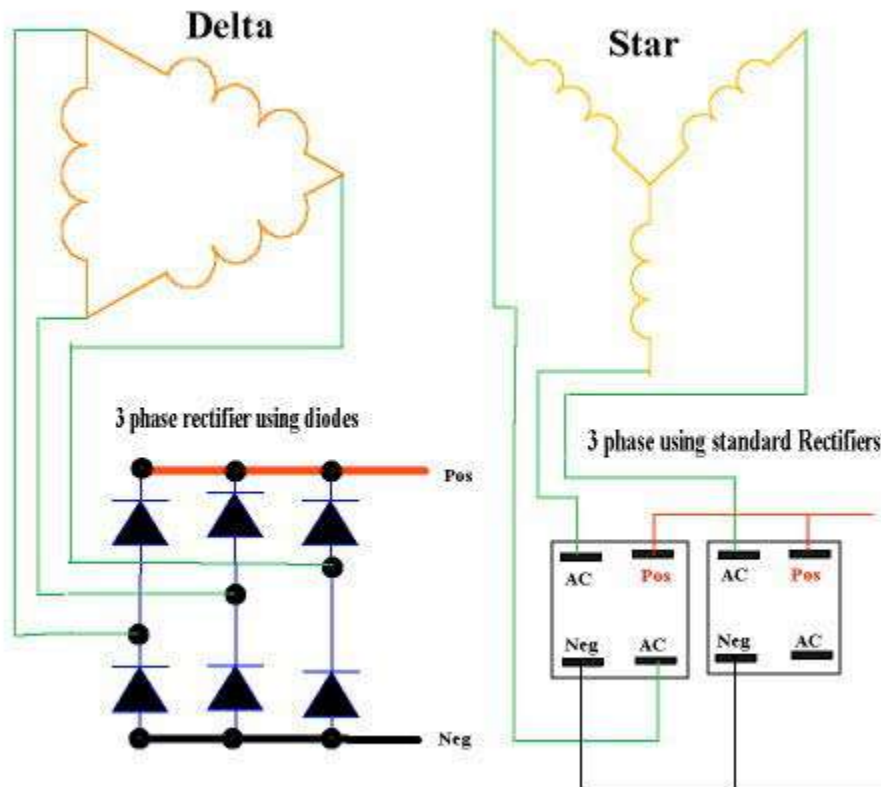 Delta
Star
3 phase rectifier using diodes
Pos
Neg
3 phase using standard Rectifiers
AC
Pos
AC
Pos
Neg
AC
Neg
AC